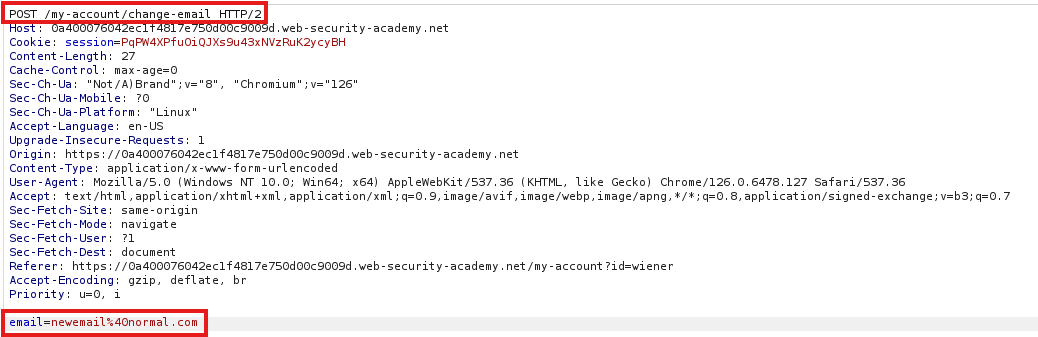 POST /my-account/change-email HTTP/2
Host: 0a400076042ec1f4817e750d00c9009d.web-security-academy.net
Cookie: session=PqPW4XPfuOiQJXs9u43xNVzRuK2ycyBH
Content-Length: 27
Cache-Control: max-age=0
Sec-Ch-Ua: "Not/A)Brand";v="8", "Chromium";v="126"
Sec-Ch-Ua-Mobile: ?0
Sec-Ch-Ua-Platform: "Linux"
Accept-Language: en-US
Upgrade-Insecure-Requests: 1
Origin: https://0a400076042ec1f4817e750d00c9009d.web-security-academy.net
Content-Type: application/x-www-form-urlencoded
User-Agent: Mozilla/5.0 (Windows NT 10.0; Win64; x64) AppleWebKit/537.36 (KHTML, like Gecko) Chrome/126.0.6478.127 Safari/537.36
Accept: text/html,application/xhtml+xml,application/xml;q=0.9,image/avif,image/webp,image/apng,*/*;q=0.8,application/signed-exchange;v=b3;q=0.7
Sec-Fetch-Site: same-origin
Sec-Fetch-Mode: navigate
Sec-Fetch-User: ?1
Sec-Fetch-Dest: document
Referer: https://0a400076042ec1f4817e750d00c9009d.web-security-academy.net/my-account?id=wiener
Accept-Encoding: gzip, deflate, br
Priority: u=0, i
email=newemail%40normal.com